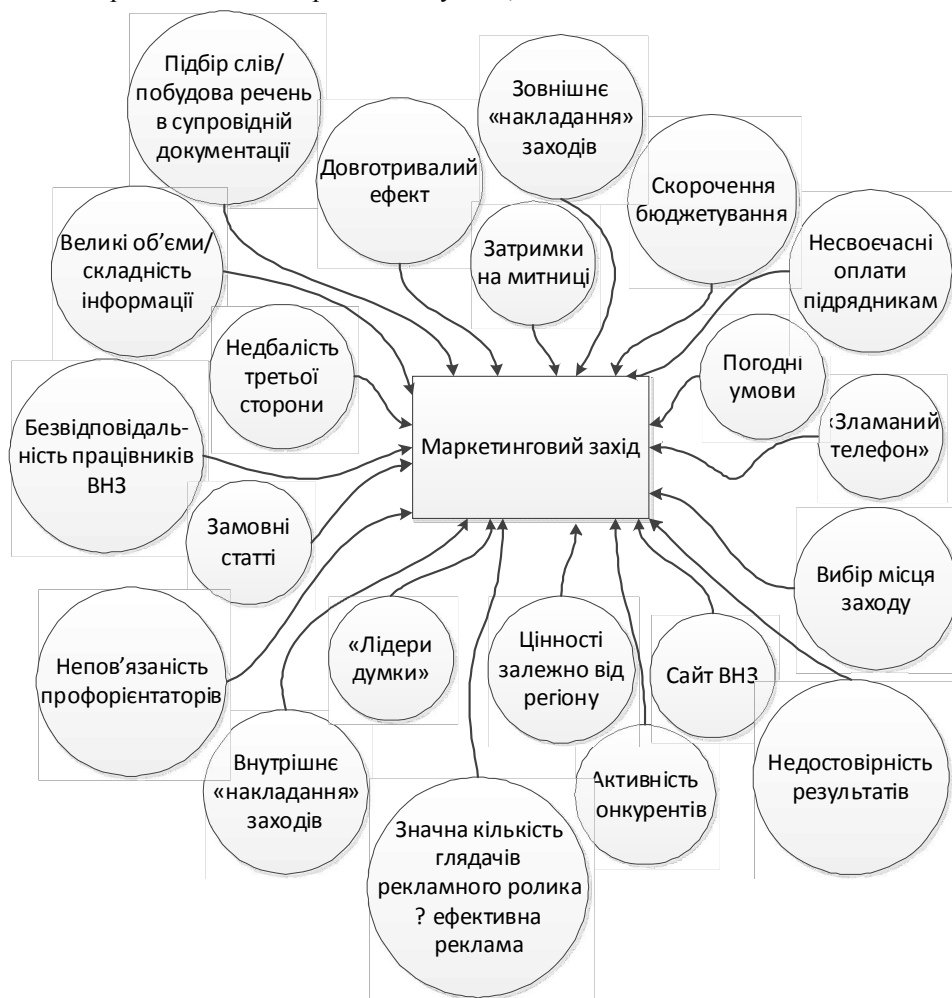 Підбір слів/
побудова речень
в супровідній
документації
Довготривалий
ефект
Зовнішнє
«накладання»
заходів
Скорочення
бюджетування
Великі об’єми/
складність
інформації
Затримки
на митниці
Несвоєчасні
оплати
підрядникам
Недбалість
третьої
сторони
Погодні
умови
Безвідповідаль-
ність працівників
ВНЗ
Маркетинговий захід
«Зламаний
телефон»
Замовні
статті
Вибір місця
заходу
Непов’язаність
профорієнтаторів
«Лідери
думки»
Цінності
залежно від
регіону
Сайт ВНЗ
Внутрішнє
«накладання»
заходів
Активність
конкурентів
Недостовірність
результатів
Значна кількість
глядачів
рекламного ролика
? ефективна
реклама